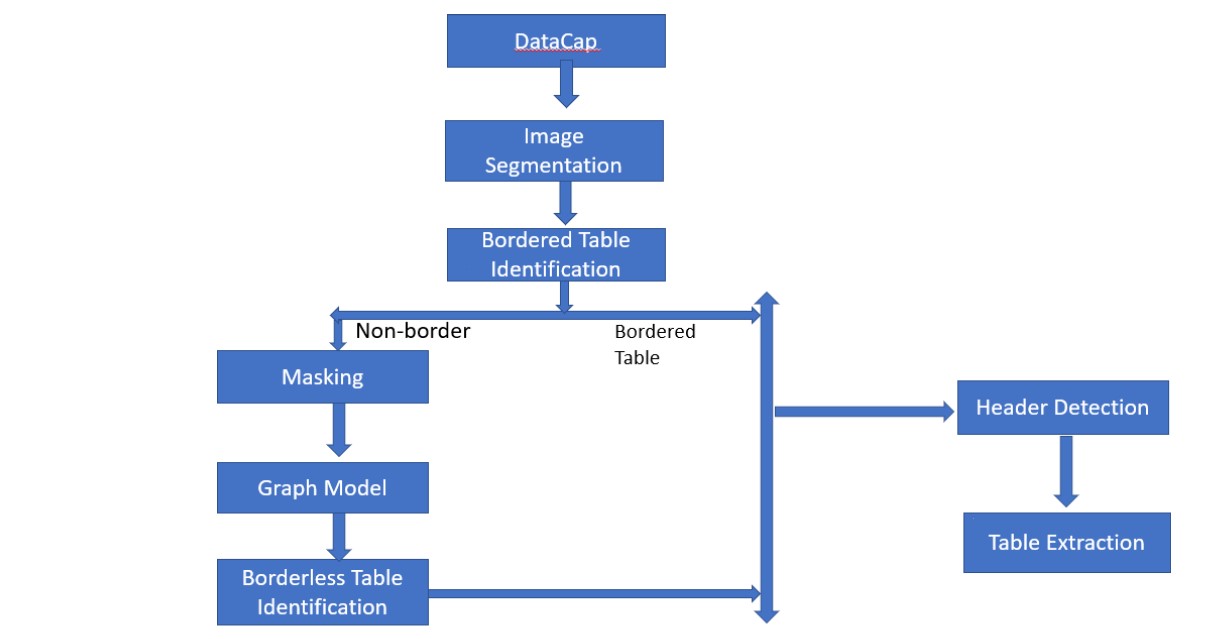 DataCap
Image
Segmentation
Bordered Table
Identification
Non-border
Bordered
Table
Masking
Header Detection
Graph Model
Table Extraction
Borderless Table
Identification